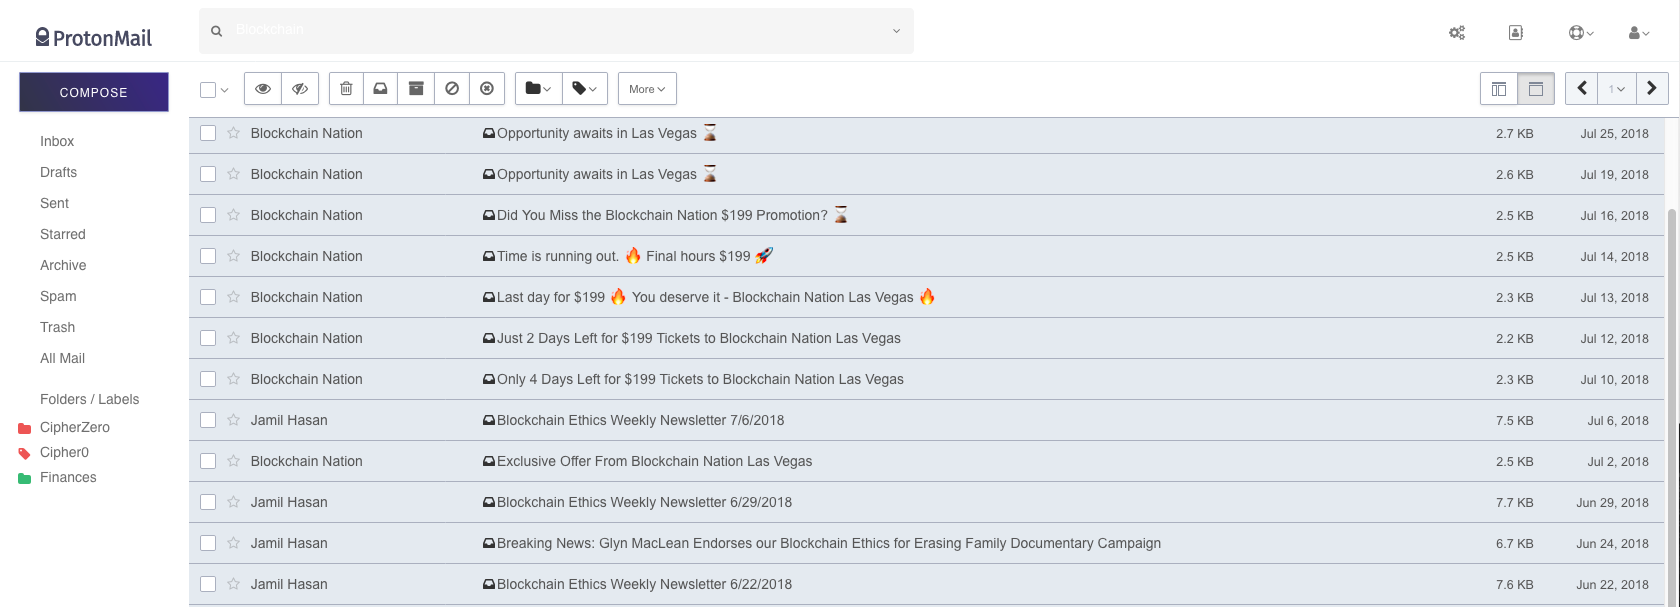 ProtonMail
Blockchain
COMPOSE
More
1
Inbox
Drafts
Sent
Starred
Archive
Spam
Trash
All Mail
Folders / Labels
CipherZero
Cipher0
Finances
Blockchain Nation Opportunity awaits in Las Vegas ⌛ 2.7 KB Jul 25, 2018
Blockchain Nation Opportunity awaits in Las Vegas ⌛ 2.6 KB Jul 19, 2018
Blockchain Nation Did You Miss the Blockchain Nation $199 Promotion? ⌛ 2.5 KB Jul 16, 2018
Blockchain Nation Time is running out. 🔥 Final hours $199 🚀 2.5 KB Jul 14, 2018
Blockchain Nation Last day for $199 🔥 You deserve it - Blockchain Nation Las Vegas 🔥 2.3 KB Jul 13, 2018
Blockchain Nation Just 2 Days Left for $199 Tickets to Blockchain Nation Las Vegas 2.2 KB Jul 12, 2018
Blockchain Nation Only 4 Days Left for $199 Tickets to Blockchain Nation Las Vegas 2.3 KB Jul 10, 2018
Jamil Hasan Blockchain Ethics Weekly Newsletter 7/6/2018 7.5 KB Jul 6, 2018
Blockchain Nation Exclusive Offer From Blockchain Nation Las Vegas 2.5 KB Jul 2, 2018
Jamil Hasan Blockchain Ethics Weekly Newsletter 6/29/2018 7.7 KB Jun 29, 2018
Jamil Hasan Breaking News: Glyn MacLean Endorses our Blockchain Ethics for Erasing Family Documentary Campaign 6.7 KB Jun 24, 2018
Jamil Hasan Blockchain Ethics Weekly Newsletter 6/22/2018 7.6 KB Jun 22, 2018